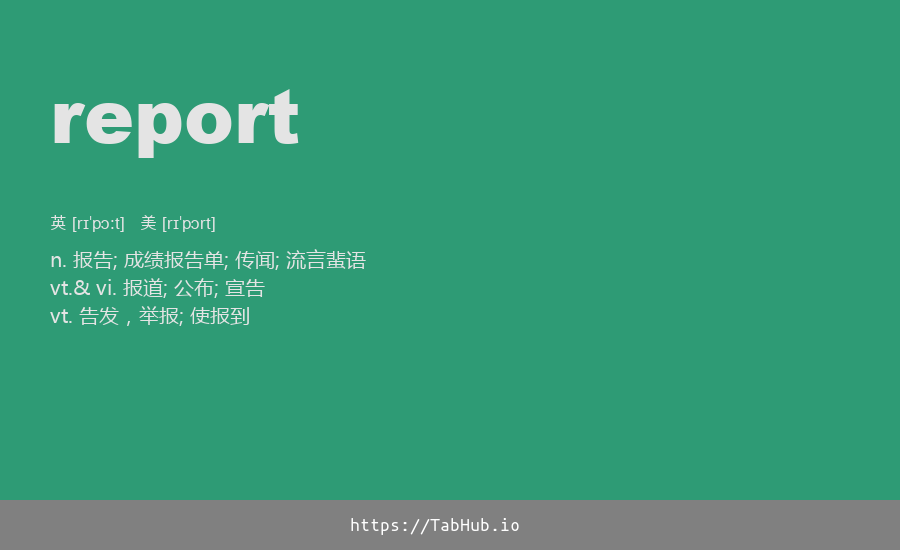 report
英 [rɪˈpɔːt] 美 [rɪˈpɔrt]
n. 报告; 成绩报告单; 传闻; 流言蜚语
vt.& vi. 报道; 公布; 宣告
vt. 告发，举报; 使报到
https://TabHub.io